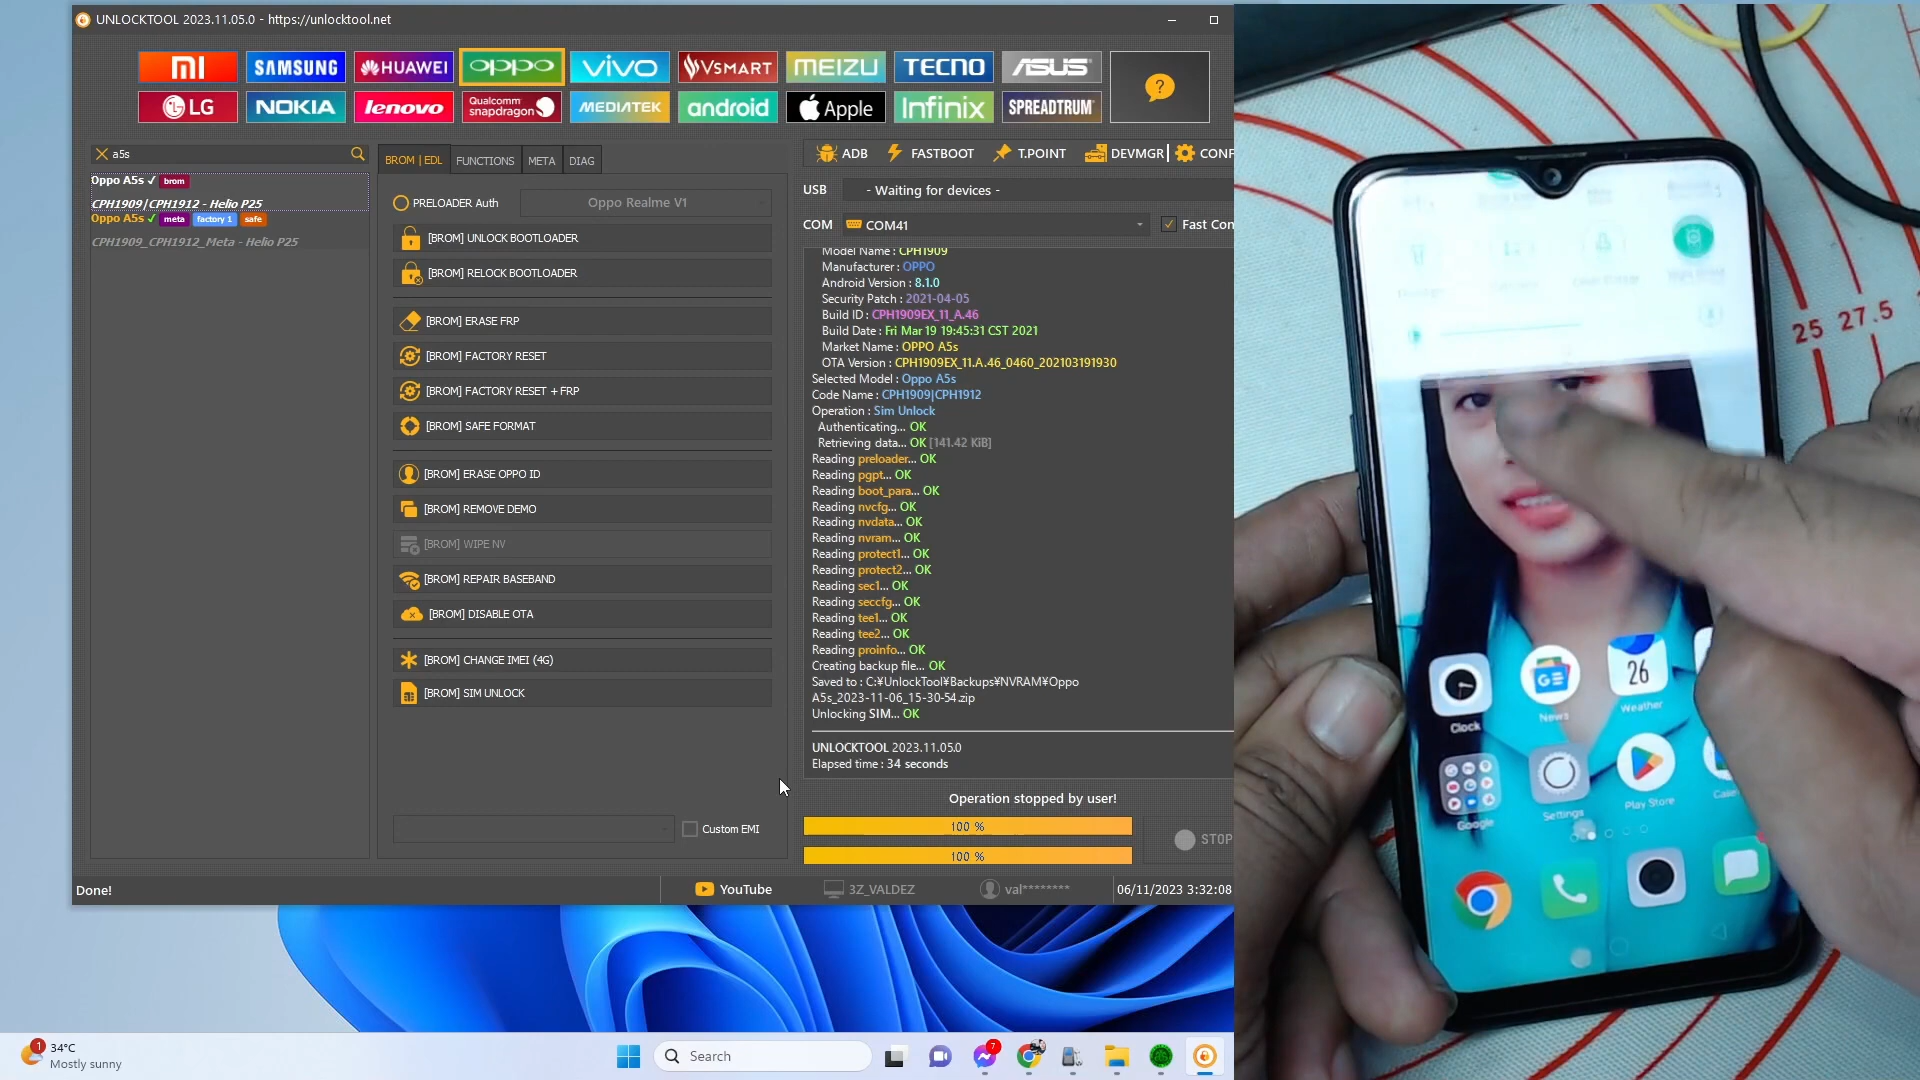 UNLOCKTOOL 2023.11.05.0 - https://unlocktool.net
MI SAMSUNG HUAWEI oppo vivo VSMART MEIZU TECNO ASUS
LG NOKIA lenovo Qualcomm snapdragon MEDIATEK android Apple Infinix SPREADTRUM
?
a5s
Oppo A5s ✓ brom
CPH1909|CPH1912 - Helio P25
Oppo A5s ✓ meta factory 1 safe
CPH1909_CPH1912_Meta - Helio P25
BROM | EDL FUNCTIONS META DIAG
PRELOADER Auth Oppo Realme V1
[BROM] UNLOCK BOOTLOADER
[BROM] RELOCK BOOTLOADER
[BROM] ERASE FRP
[BROM] FACTORY RESET
[BROM] FACTORY RESET + FRP
[BROM] SAFE FORMAT
[BROM] ERASE OPPO ID
[BROM] REMOVE DEMO
[BROM] WIPE NV
[BROM] REPAIR BASEBAND
[BROM] DISABLE OTA
[BROM] CHANGE IMEI (4G)
[BROM] SIM UNLOCK
Custom EMI
ADB FASTBOOT T.POINT DEVMGR CONF
USB - Waiting for devices -
COM COM41 Fast Con
Model Name : CPH1909
Manufacturer : OPPO
Android Version : 8.1.0
Security Patch : 2021-04-05
Build ID : CPH1909EX_11_A.46
Build Date : Fri Mar 19 19:45:31 CST 2021
Market Name : OPPO A5s
OTA Version : CPH1909EX_11.A.46_0460_202103191930
Selected Model : Oppo A5s
Code Name : CPH1909|CPH1912
Operation : Sim Unlock
Authenticating... OK
Retrieving data... OK [141.42 KiB]
Reading preloader... OK
Reading pgpt... OK
Reading boot_para... OK
Reading nvcfg... OK
Reading nvdata... OK
Reading nvram... OK
Reading protect1... OK
Reading protect2... OK
Reading sec1... OK
Reading seccfg... OK
Reading tee1... OK
Reading tee2... OK
Reading proinfo... OK
Creating backup file... OK
Saved to : C:¥UnlockTool¥Backups¥NVRAM¥Oppo
A5s_2023-11-06_15-30-54.zip
Unlocking SIM... OK
UNLOCKTOOL 2023.11.05.0
Elapsed time : 34 seconds
Operation stopped by user!
100 %
100 %
STOP
Done! YouTube 3Z_VALDEZ val******** 06/11/2023 3:32:08
1 34°C
Mostly sunny
Search
7
25 27.5
26
Clock News Weather
Google Settings Play Store